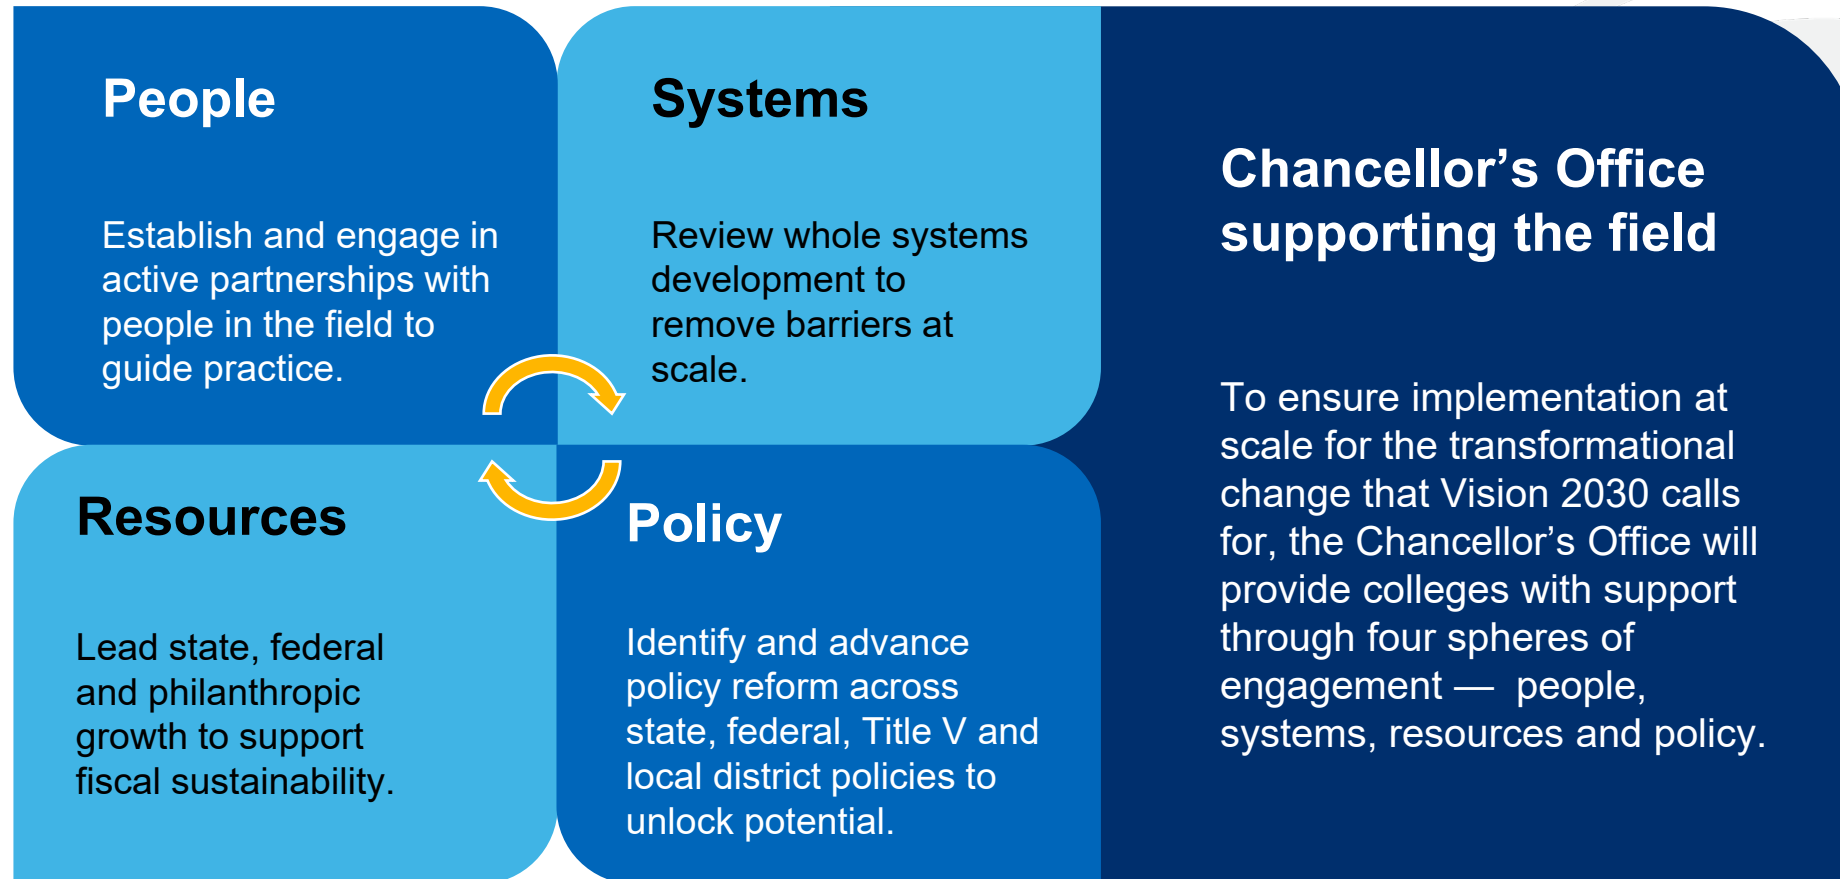 People
Establish and engage in
active partnerships with
people in the field to
guide practice.
Systems
Review whole systems
development to
remove barriers at
scale.
Resources
Lead state, federal
and philanthropic
growth to support
fiscal sustainability.
Policy
Identify and advance
policy reform across
state, federal, Title V and
local district policies to
unlock potential.
Chancellor’s Office
supporting the field
To ensure implementation at
scale for the transformational
change that Vision 2030 calls
for, the Chancellor’s Office will
provide colleges with support
through four spheres of
engagement —  people,
systems, resources and policy.